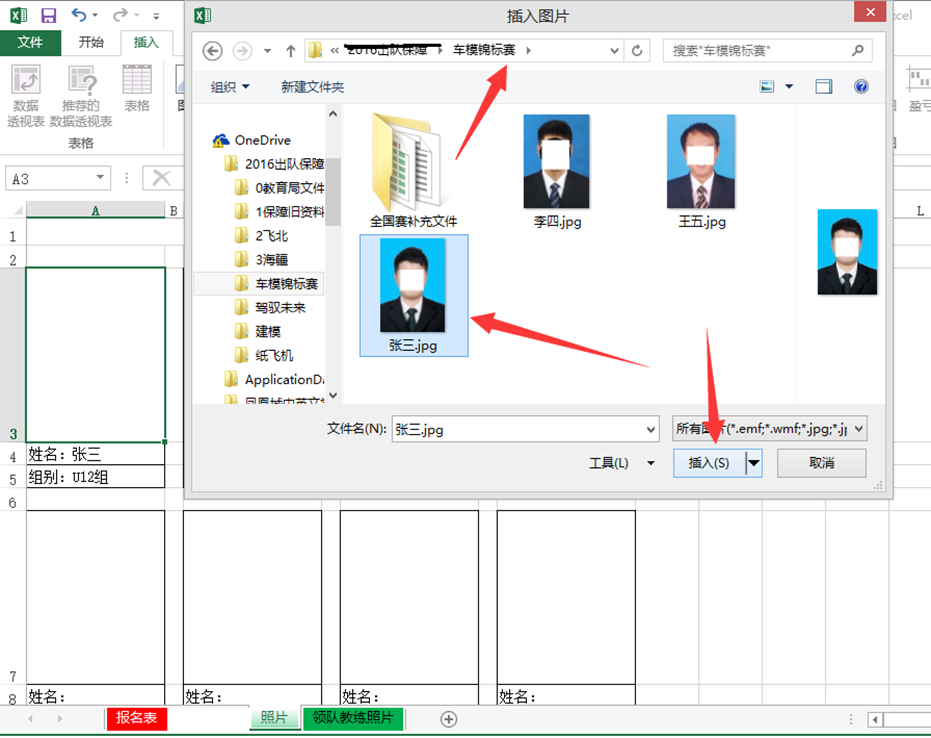 插入图片
文件
开始
插入
车模锦标赛
搜索"车模锦标赛"
数据
透视表
推荐的
数据透视表
表格
表格
组织
新建文件夹
OneDrive
2016出队保障
0教育局文件
1保障旧资料
2飞北
3海疆
车模锦标赛
驾驭未来
建模
纸飞机
ApplicationDa
全国赛补充文件
李四.jpg
王五.jpg
张三.jpg
文件名(N):
张三.jpg
(*.emf;*.wmf;*.jpg;*.jp
工具(L)
插入(S)
取消
A3
A
B
L
1
2
3
4
姓名: 张三
5
组别: U12组
6
7
8
姓名:
姓名:
姓名:
姓名:
报名表
照片
领队教练照片